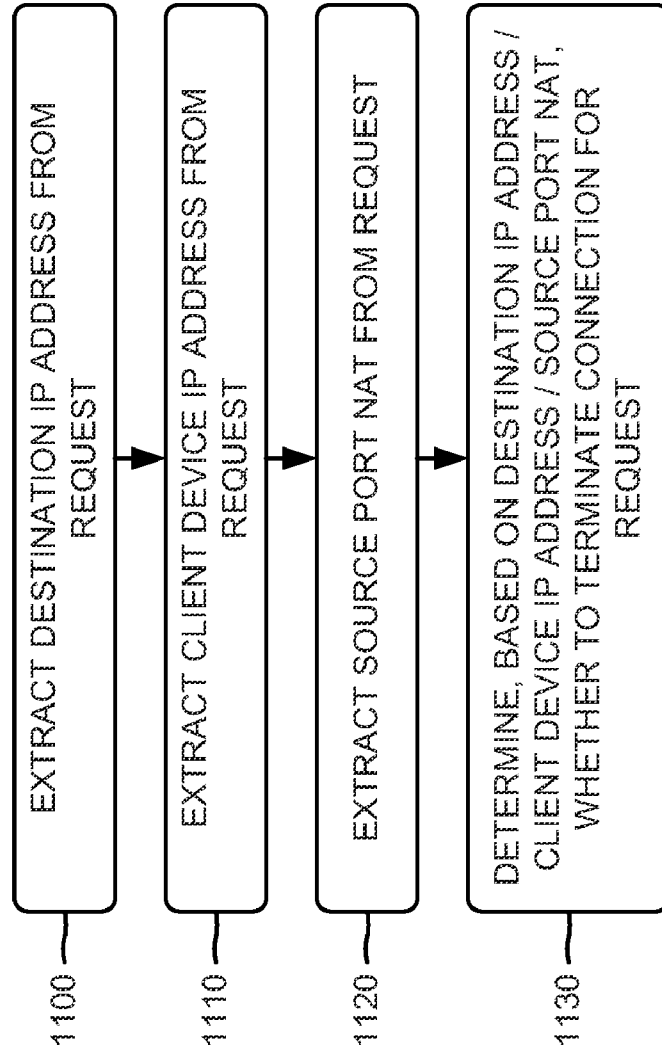 1100
EXTRACT DESTINATION IP ADDRESS FROM
REQUEST
1110
EXTRACT CLIENT DEVICE IP ADDRESS FROM
REQUEST
1120
EXTRACT SOURCE PORT NAT FROM REQUEST
1130
DETERMINE, BASED ON DESTINATION IP ADDRESS /
CLIENT DEVICE IP ADDRESS / SOURCE PORT NAT,
WHETHER TO TERMINATE CONNECTION FOR
REQUEST